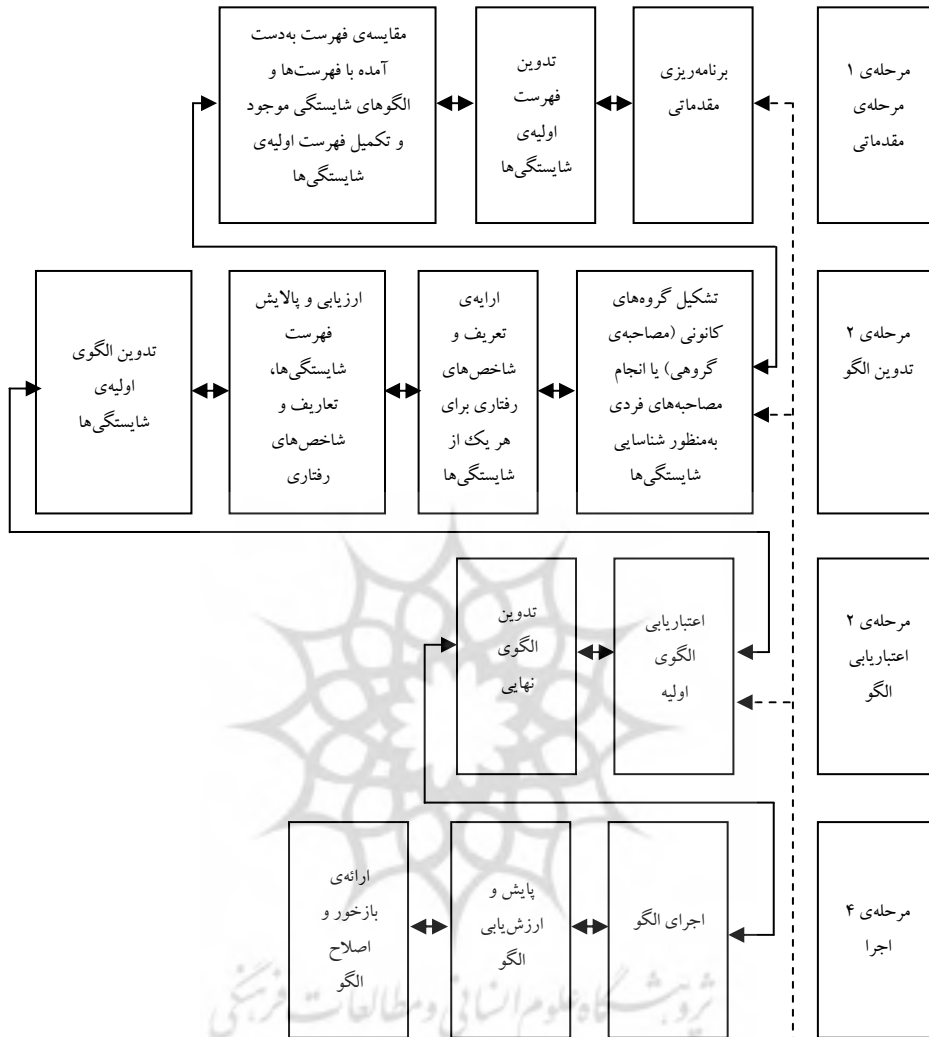 مرحله‌ی ۱
مرحله‌ی
مقدماتی
برنامه‌ریزی
مقدماتی
تدوین
فهرست
اولیه‌ی
شایستگی‌ها
مقایسه‌ی فهرست به‌دست
آمده با فهرست‌ها و
الگوهای شایستگی موجود
و تکمیل فهرست اولیه‌ی
شایستگی‌ها
مرحله‌ی ۲
تدوین الگو
تشکیل گروه‌های
کانونی (مصاحبه‌ی
گروهی) یا انجام
مصاحبه‌های فردی
به‌منظور شناسایی
شایستگی‌ها
ارایه‌ی
تعریف و
شاخص‌های
رفتاری برای
هر یک از
شایستگی‌ها
ارزیابی و پالایش
فهرست
شایستگی‌ها،
تعاریف و
شاخص‌های
رفتاری
تدوین الگوی
اولیه‌ی
شایستگی‌ها
مرحله‌ی ۲
اعتباریابی
الگو
اعتباریابی
الگوی
اولیه
تدوین
الگوی
نهایی
مرحله‌ی ۴
اجرا
اجرای الگو
پایش و
ارزش‌یابی
الگو
ارائه‌ی
بازخور و
اصلاح
الگو
پژوهشگاه علوم انسانی و مطالعات فرهنگی